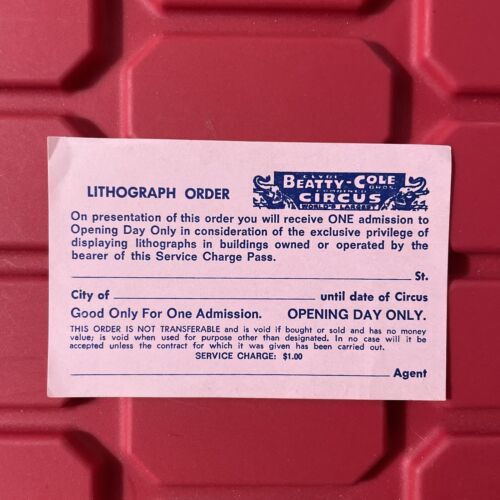 LITHOGRAPH ORDER
CLYDE
BEATTY-COLE
BROS.
COMBINED
CIRCUS
WORLD'S LARGEST
On presentation of this order you will receive ONE admission to
Opening Day Only in consideration of the exclusive privilege of
displaying lithographs in buildings owned or operated by the
bearer of this Service Charge Pass.
St.
City of until date of Circus
Good Only For One Admission. OPENING DAY ONLY.
THIS ORDER IS NOT TRANSFERABLE and is void if bought or sold and has no money
value; is void when used for purpose other than designated. In no case will it be
accepted unless the contract for which it was given has been carried out.
SERVICE CHARGE: $1.00
Agent